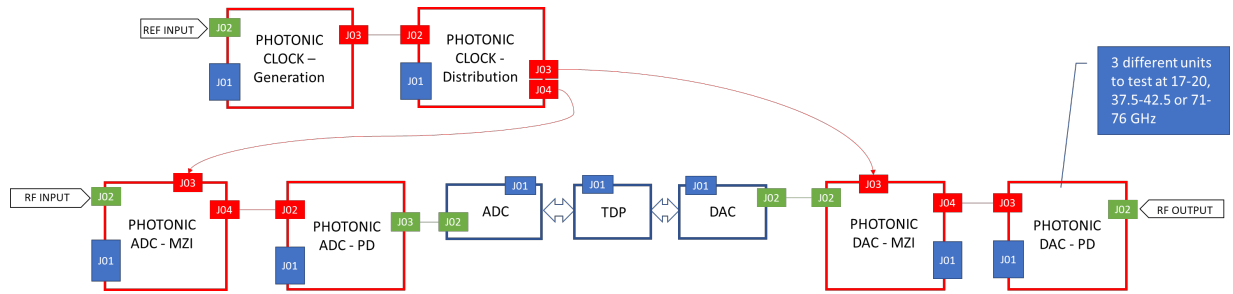 REF INPUT
J02
PHOTONIC
CLOCK –
Generation
J03
J01
J02
PHOTONIC
CLOCK -
Distribution
J03
J04
J01
3 different units
to test at 17-20,
37.5-42.5 or 71-
76 GHz
RF INPUT
J02
J03
J04
PHOTONIC
ADC - MZI
J01
J02
PHOTONIC
ADC - PD
J03
J01
J01
J02
ADC
J01
TDP
J01
DAC
J02
J02
J03
J04
PHOTONIC
DAC - MZI
J01
J03
PHOTONIC
DAC - PD
J02
J01
RF OUTPUT